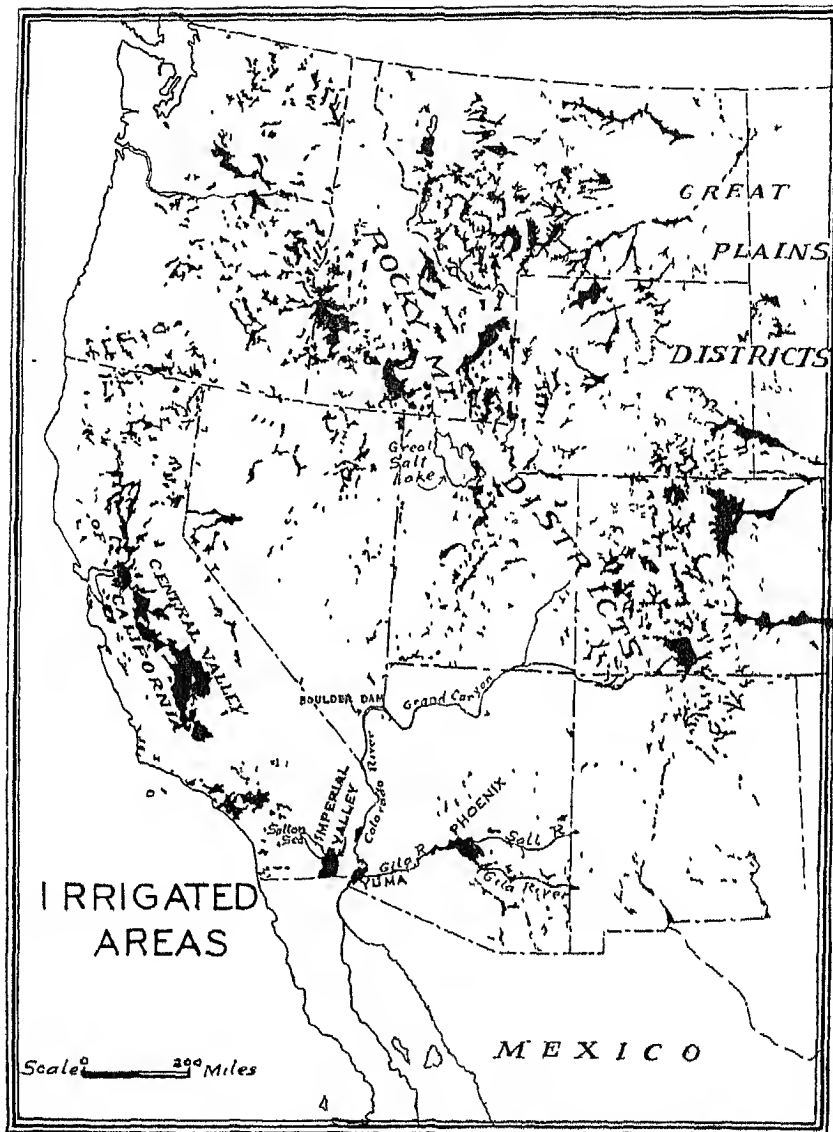 GREAT
PLAINS
DISTRICTS
ROCKY MT.
DISTRICTS
Great
Salt
Lake
CENTRAL VALLEY
OF
CALIFORNIA
BOULDER DAM
Grand Canyon
Colorado River
IMPERIAL
VALLEY
Salton
Sea
PHOENIX
Salt R.
Gila R.
Gila River
YUMA
IRRIGATED
AREAS
MEXICO
Scale 0 200 Miles